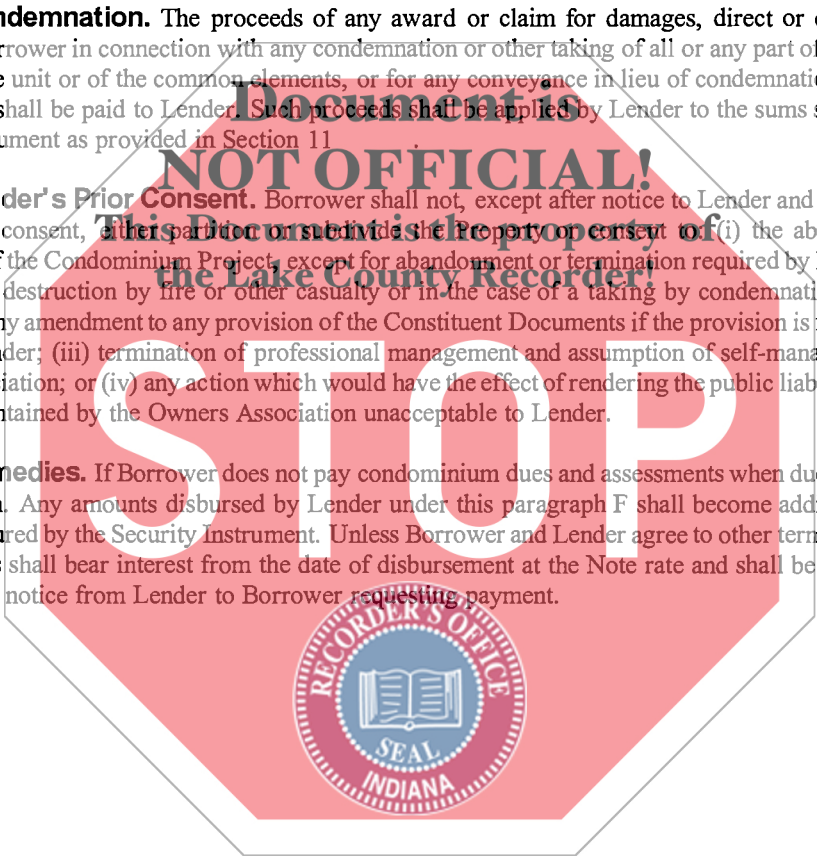 ndemnation. The proceeds of any award or claim for damages, direct or
rrower in connection with any condemnation or other taking of all or any part of
e unit or of the common elements, or for any conveyance in lieu of condemnati
shall be paid to Lender. Such proceeds shall be applied by Lender to the sums s
ument as provided in Section 11
Document is
NOT OFFICIAL!
This Document is the property of
the Lake County Recorder!
der's Prior Consent. Borrower shall not, except after notice to Lender and
consent, either partition or subdivide the Property or consent to: (i) the ab
f the Condominium Project, except for abandonment or termination required by
destruction by fire or other casualty or in the case of a taking by condemnati
ny amendment to any provision of the Constituent Documents if the provision is
der; (iii) termination of professional management and assumption of self-mana
iation; or (iv) any action which would have the effect of rendering the public liab
ntained by the Owners Association unacceptable to Lender.
STOP
nedies. If Borrower does not pay condominium dues and assessments when du
. Any amounts disbursed by Lender under this paragraph F shall become add
ured by the Security Instrument. Unless Borrower and Lender agree to other term
shall bear interest from the date of disbursement at the Note rate and shall be
notice from Lender to Borrower requesting payment.
RECORDER'S OFFICE
SEAL
INDIANA